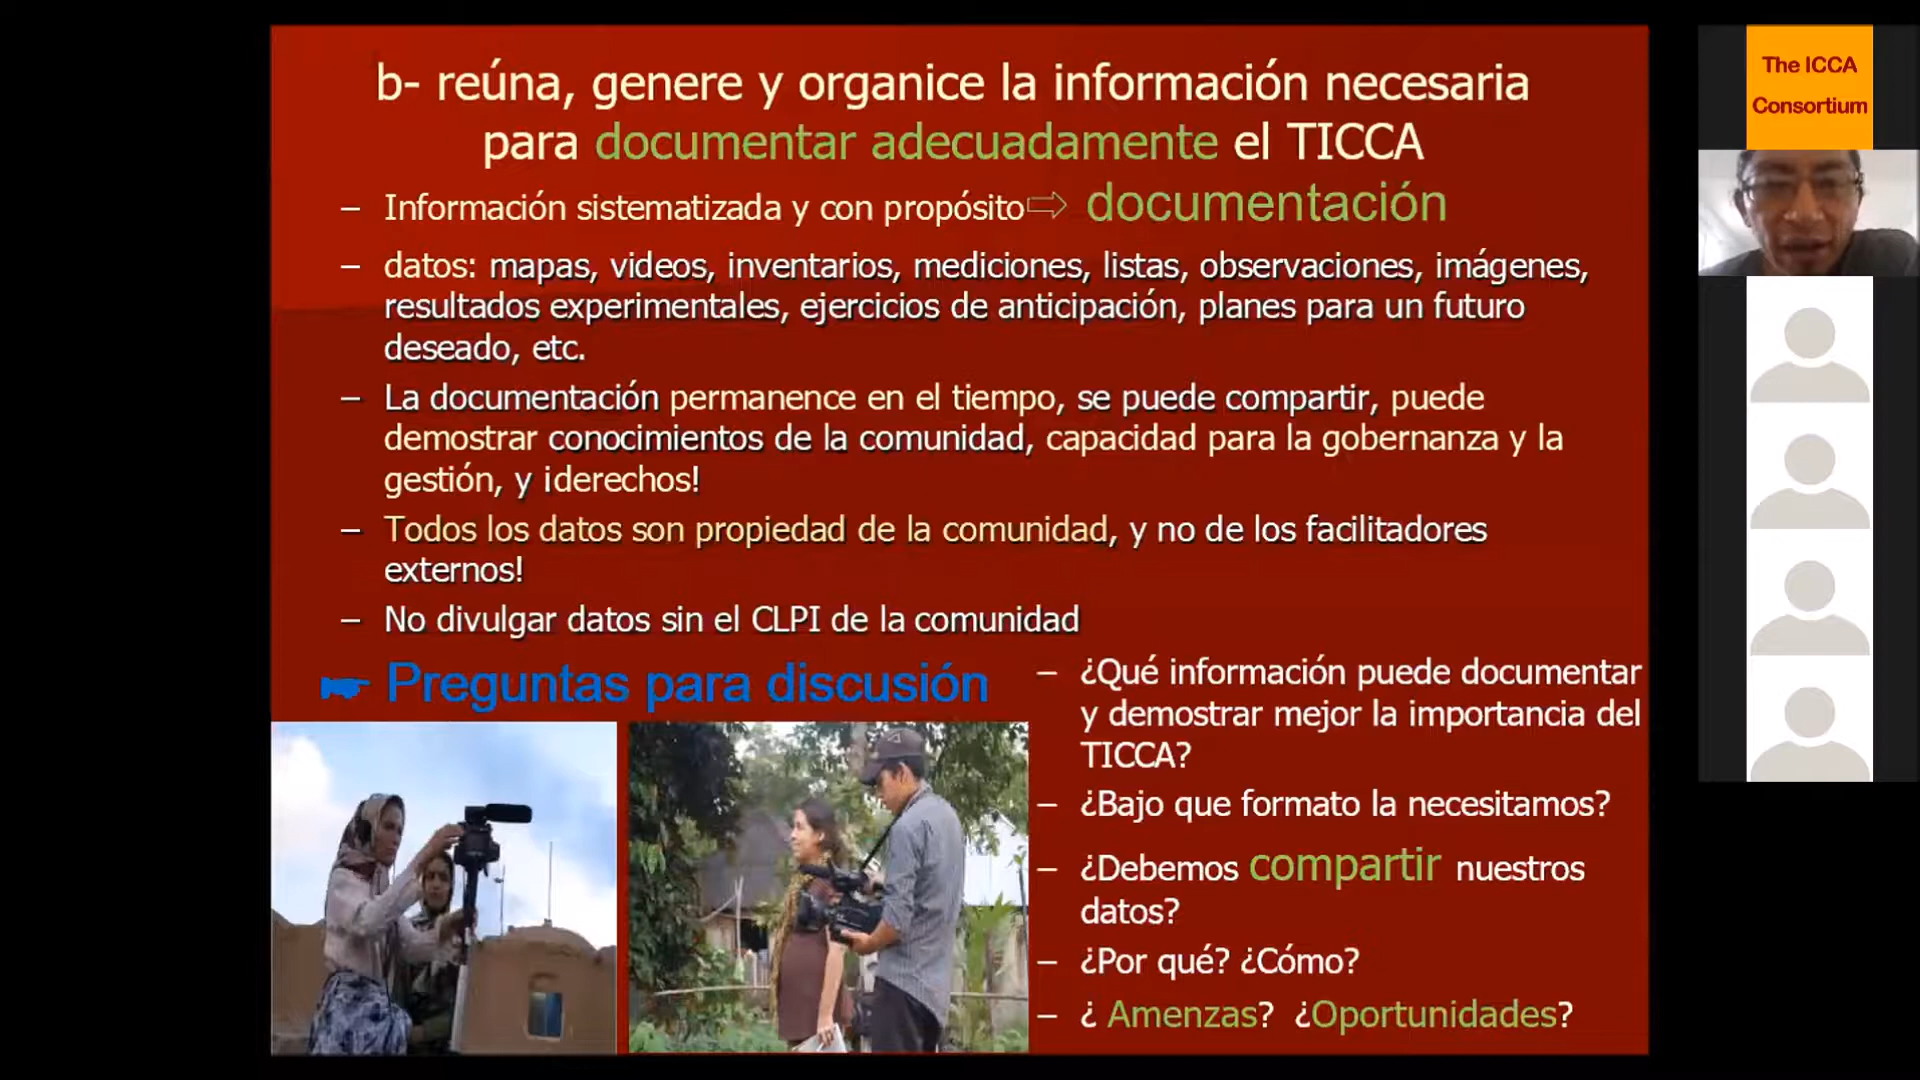 b- reúna, genere y organice la información necesaria
para documentar adecuadamente el TICCA
– Información sistematizada y con propósito⇨ documentación
– datos: mapas, videos, inventarios, mediciones, listas, observaciones, imágenes,
resultados experimentales, ejercicios de anticipación, planes para un futuro
deseado, etc.
– La documentación permanence en el tiempo, se puede compartir, puede
demostrar conocimientos de la comunidad, capacidad para la gobernanza y la
gestión, y ¡derechos!
– Todos los datos son propiedad de la comunidad, y no de los facilitadores
externos!
– No divulgar datos sin el CLPI de la comunidad
☛ Preguntas para discusión
– ¿Qué información puede documentar
y demostrar mejor la importancia del
TICCA?
– ¿Bajo que formato la necesitamos?
– ¿Debemos compartir nuestros
datos?
– ¿Por qué? ¿Cómo?
– ¿ Amenzas? ¿Oportunidades?
The ICCA
Consortium